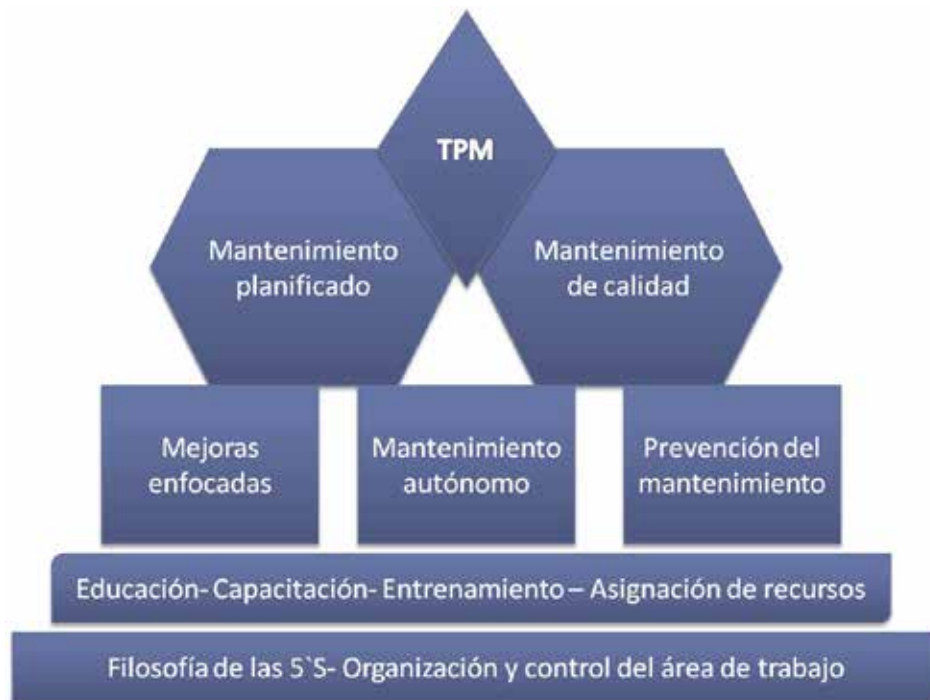 TPM
Mantenimiento
planificado
Mantenimiento
de calidad
Mejoras
enfocadas
Mantenimiento
autónomo
Prevención del
mantenimiento
Educación- Capacitación- Entrenamiento – Asignación de recursos
Filosofía de las 5`S- Organización y control del área de trabajo